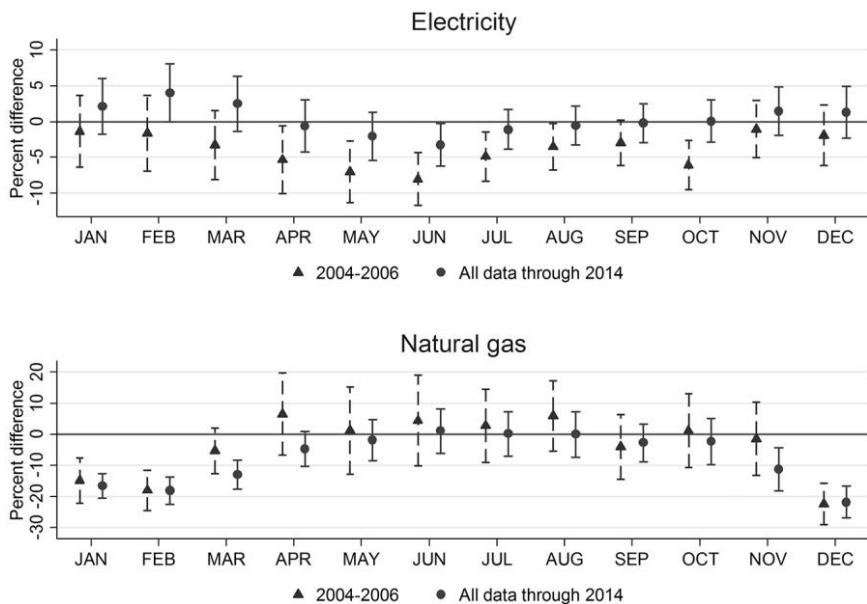 Electricity
Percent difference
10
5
0
-5
-10
JAN FEB MAR APR MAY JUN JUL AUG SEP OCT NOV DEC
▲ 2004-2006 ● All data through 2014
Natural gas
Percent difference
20
10
0
-10
-20
-30
JAN FEB MAR APR MAY JUN JUL AUG SEP OCT NOV DEC
▲ 2004-2006 ● All data through 2014